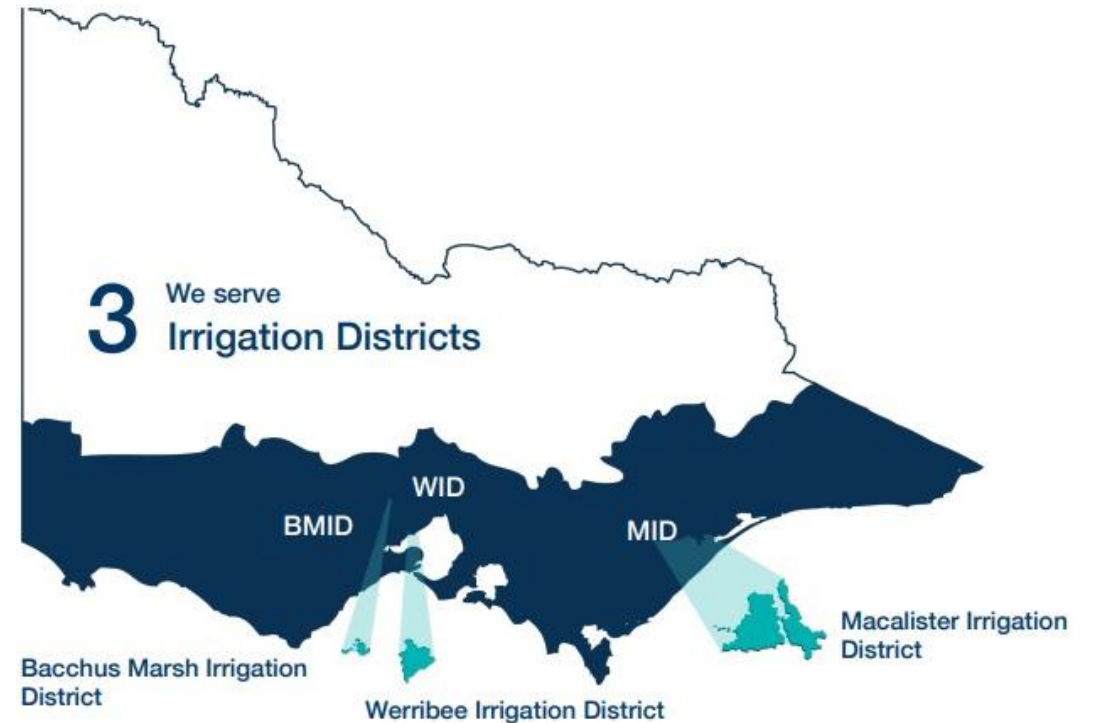 3
We serve
Irrigation Districts
WID
BMID
MID
Macalister Irrigation
District
Bacchus Marsh Irrigation
District
Werribee Irrigation District